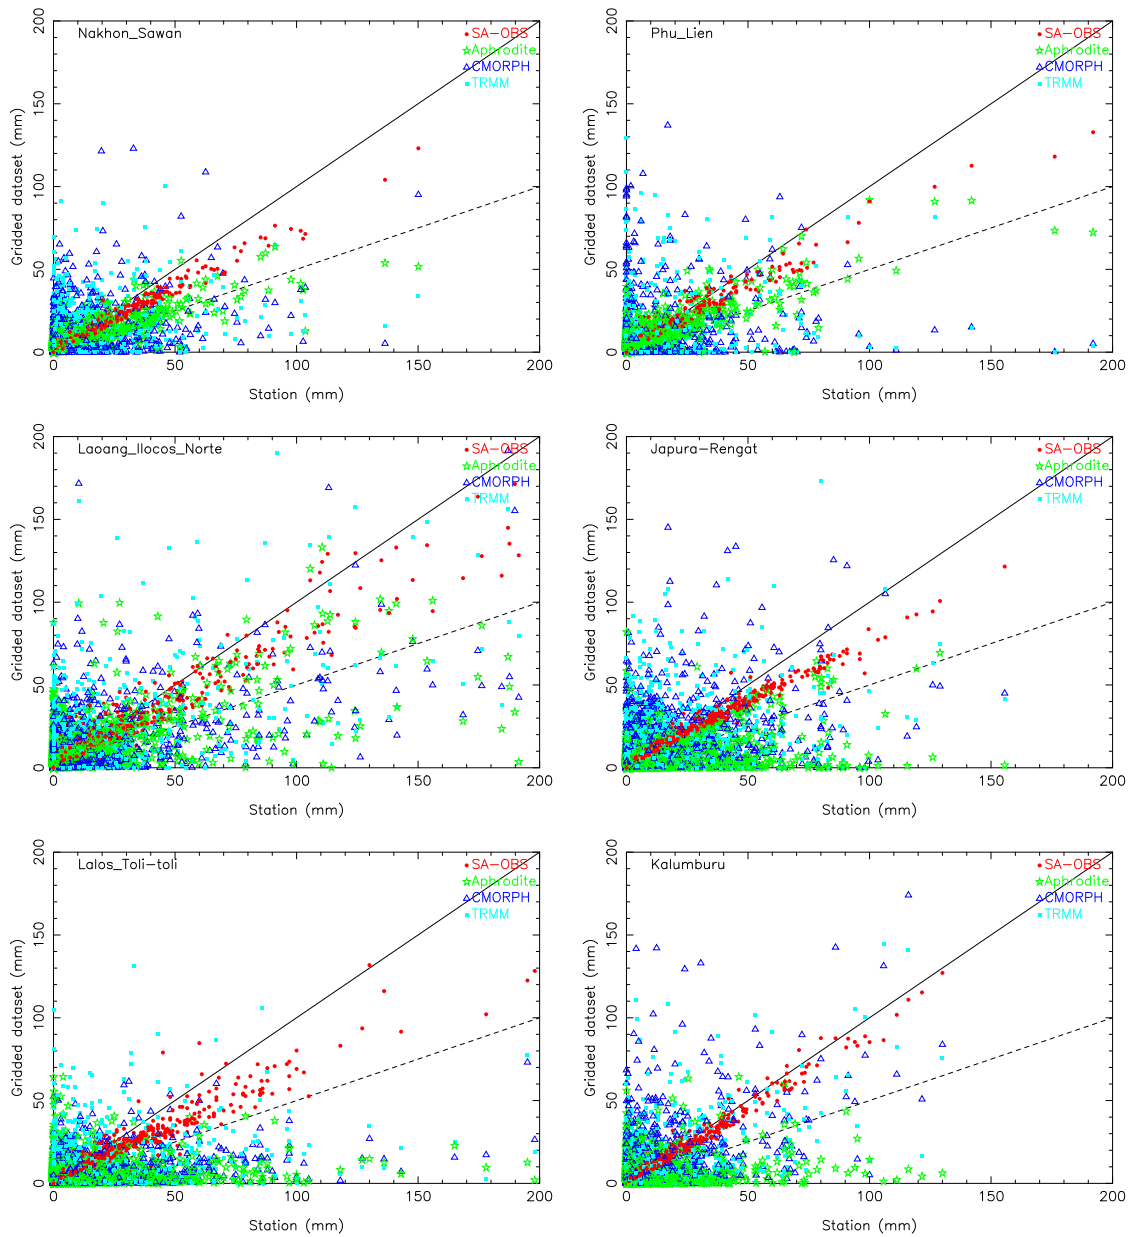 Nakhon_Sawan
SA-OBS
Aphrodite
CMORPH
TRMM
Gridded dataset (mm)
0 50 100 150 200
0 50 100 150 200
Station (mm)
Phu_Lien
SA-OBS
Aphrodite
CMORPH
TRMM
Gridded dataset (mm)
0 50 100 150 200
0 50 100 150 200
Station (mm)
Laoang_Ilocos_Norte
SA-OBS
Aphrodite
CMORPH
TRMM
Gridded dataset (mm)
0 50 100 150 200
0 50 100 150 200
Station (mm)
Japura-Rengat
SA-OBS
Aphrodite
CMORPH
TRMM
Gridded dataset (mm)
0 50 100 150 200
0 50 100 150 200
Station (mm)
Lalos_Toli-toli
SA-OBS
Aphrodite
CMORPH
TRMM
Gridded dataset (mm)
0 50 100 150 200
0 50 100 150 200
Station (mm)
Kalumburu
SA-OBS
Aphrodite
CMORPH
TRMM
Gridded dataset (mm)
0 50 100 150 200
0 50 100 150 200
Station (mm)